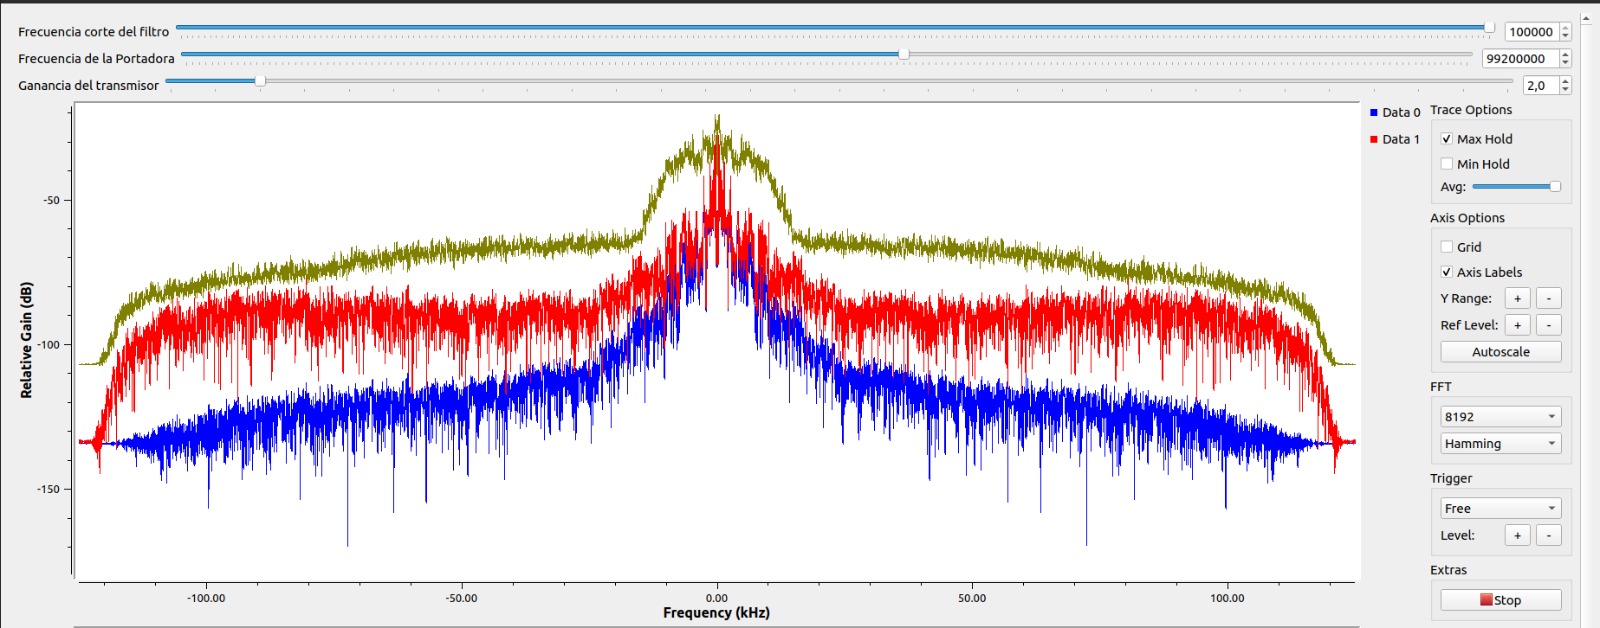 Frecuencia corte del filtro 100000
Frecuencia de la Portadora 99200000
Ganancia del transmisor 2,0
Data 0
Data 1
Trace Options
Max Hold
Min Hold
Avg:
Axis Options
Grid
Axis Labels
Y Range: + -
Ref Level: + -
Autoscale
FFT
8192
Hamming
Trigger
Free
Level: + -
Extras
Stop
Relative Gain (dB)
-50
-100
-150
-100.00 -50.00 0.00 50.00 100.00
Frequency (kHz)